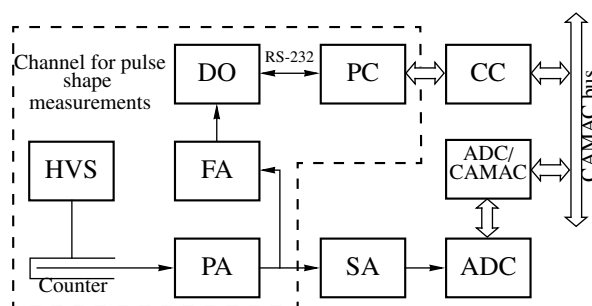 Channel for pulse
shape
measurements
DO
RS-232
PC
CC
CAMAC bus
HVS
FA
ADC/
CAMAC
Counter
PA
SA
ADC